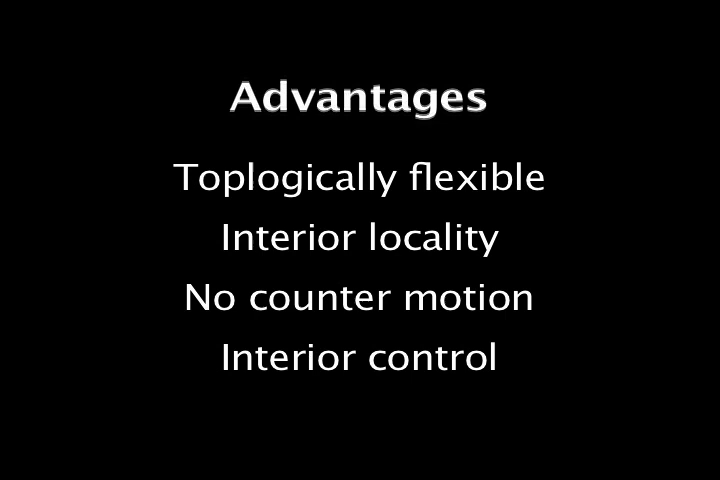 Advantages
Toplogically flexible
Interior locality
No counter motion
Interior control